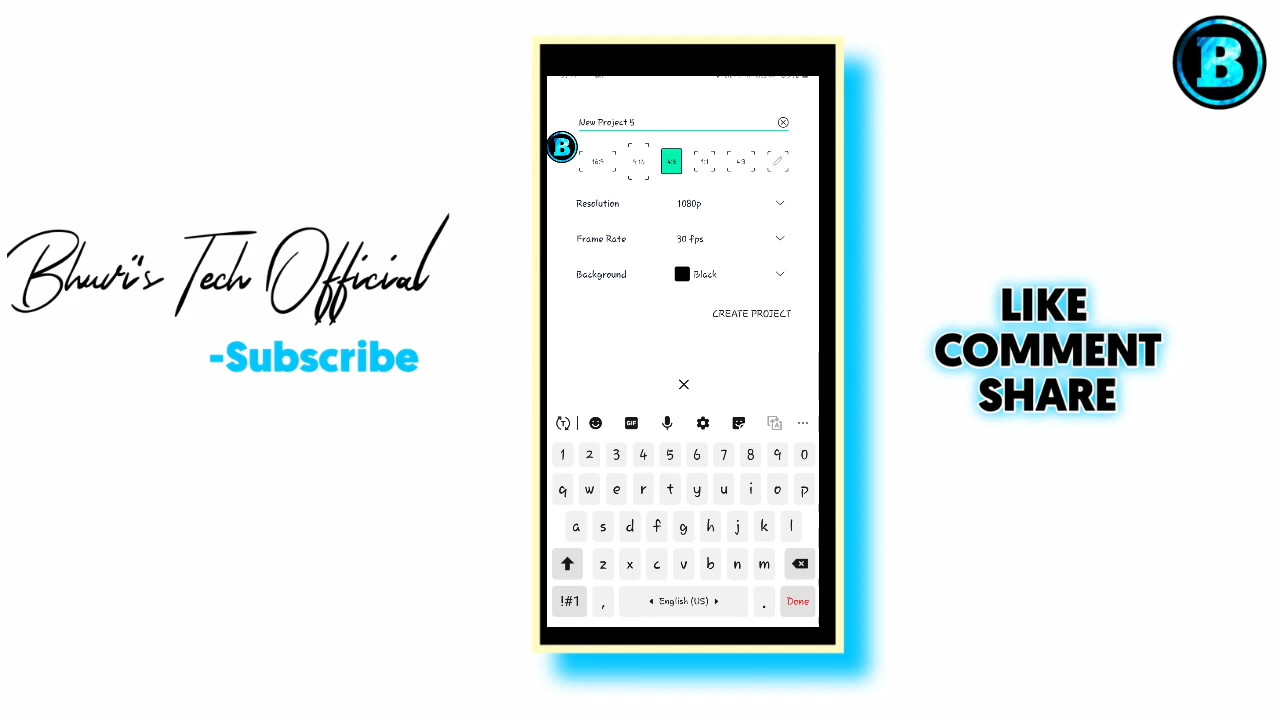 B
New Project 5
B
16:9 9:16 4:5 1:1 4:3
Resolution 1080p
Frame Rate 30 fps
Background Black
CREATE PROJECT
Bhuvi's Tech Official
-Subscribe
LIKE
COMMENT
SHARE
GIF
1 2 3 4 5 6 7 8 9 0
q w e r t y u i o p
a s d f g h j k l
z x c v b n m
!#1 , English (US) . Done